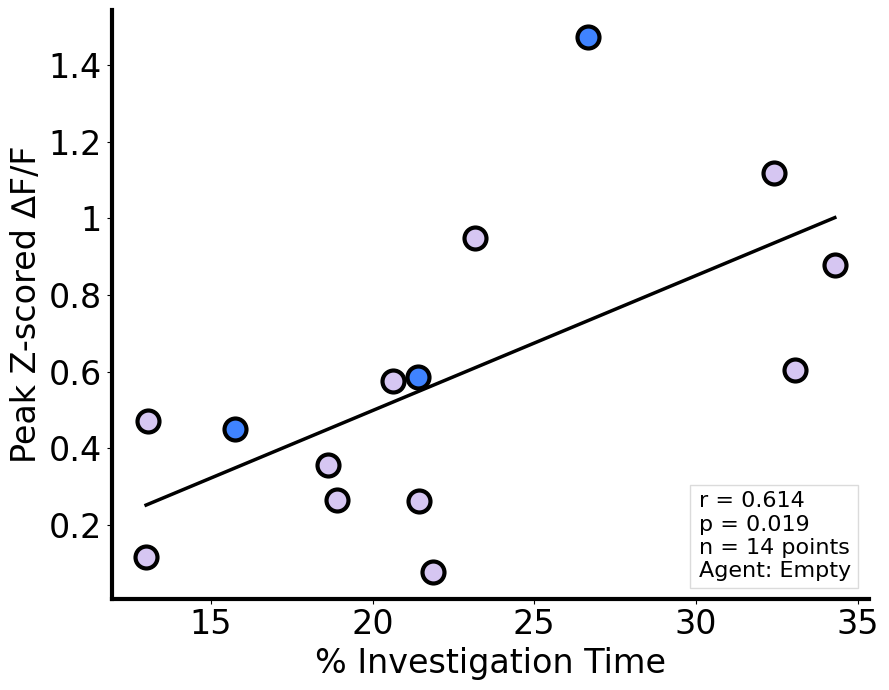 Peak Z-scored ΔF/F
1.4
1.2
1
0.8
0.6
0.4
0.2
r = 0.614
p = 0.019
n = 14 points
Agent: Empty
15 20 25 30 35
% Investigation Time